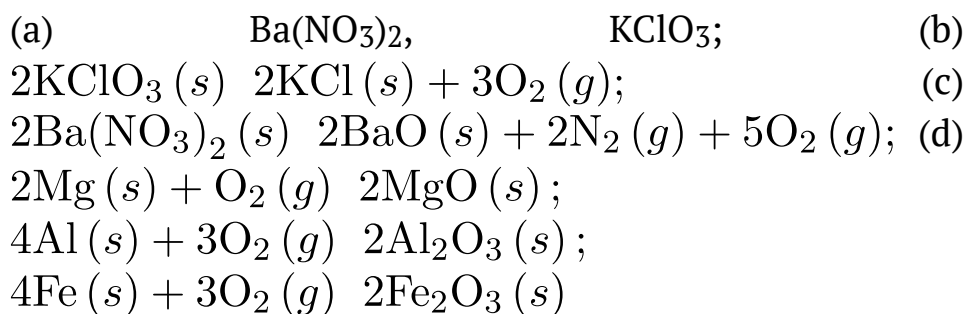 (a) Ba(NO₃)₂, KClO₃; (b)
2KClO₃ (s) 2KCl (s) + 3O₂ (g); (c)
2Ba(NO₃)₂ (s) 2BaO (s) + 2N₂ (g) + 5O₂ (g); (d)
2Mg (s) + O₂ (g) 2MgO (s) ;
4Al (s) + 3O₂ (g) 2Al₂O₃ (s) ;
4Fe (s) + 3O₂ (g) 2Fe₂O₃ (s)